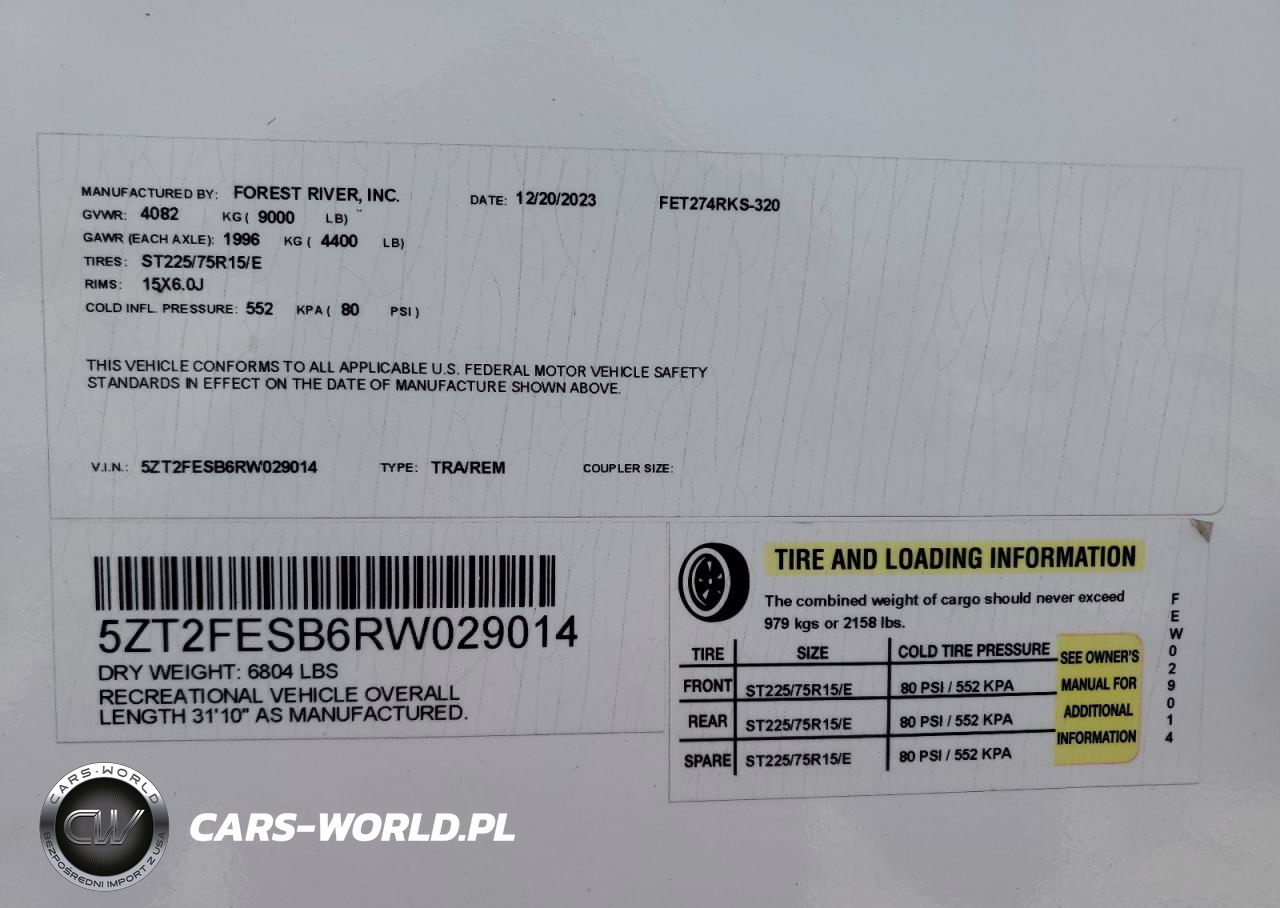 MANUFACTURED BY: FOREST RIVER, INC. DATE: 12/20/2023 FET274RKS-320
GVWR: 4082 KG ( 9000 LB)
GAWR (EACH AXLE): 1996 KG ( 4400 LB)
TIRES: ST225/75R15/E
RIMS: 15X6.0J
COLD INFL. PRESSURE: 552 KPA ( 80 PSI )
THIS VEHICLE CONFORMS TO ALL APPLICABLE U.S. FEDERAL MOTOR VEHICLE SAFETY
STANDARDS IN EFFECT ON THE DATE OF MANUFACTURE SHOWN ABOVE.
V.I.N.: 5ZT2FESB6RW029014 TYPE: TRA/REM COUPLER SIZE:
5ZT2FESB6RW029014
DRY WEIGHT: 6804 LBS
RECREATIONAL VEHICLE OVERALL
LENGTH 31'10" AS MANUFACTURED.
TIRE AND LOADING INFORMATION
The combined weight of cargo should never exceed
979 kgs or 2158 lbs.
TIRE SIZE COLD TIRE PRESSURE
FRONT ST225/75R15/E 80 PSI / 552 KPA
REAR ST225/75R15/E 80 PSI / 552 KPA
SPARE ST225/75R15/E 80 PSI / 552 KPA
SEE OWNER'S
MANUAL FOR
ADDITIONAL
INFORMATION
FEW029014
CARS-WORLD
CW
BEZPOŚREDNI IMPORT Z USA
CARS-WORLD.PL